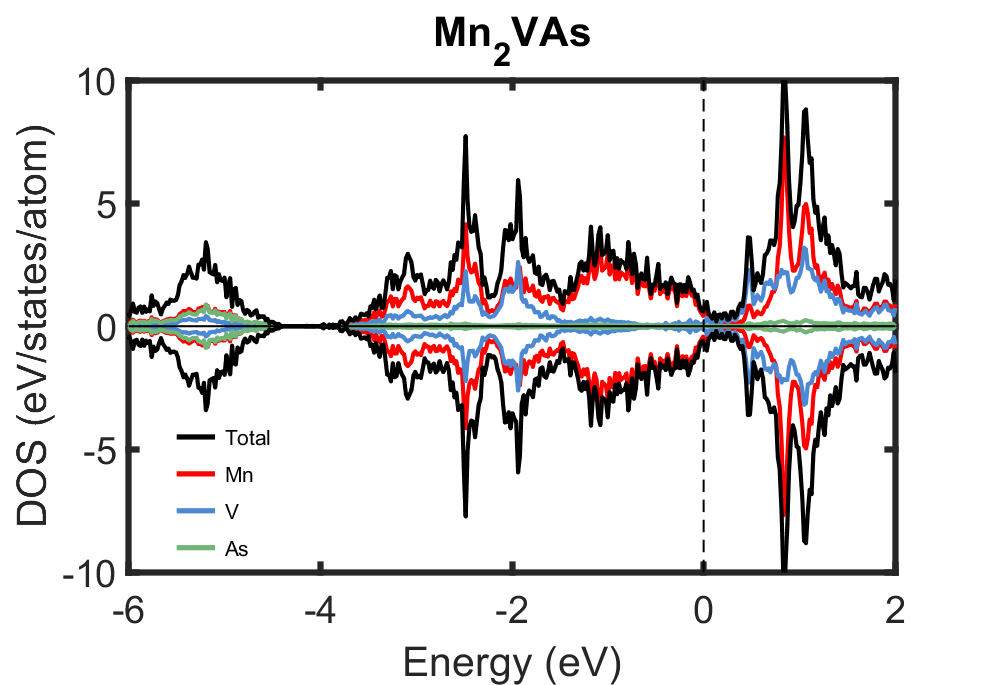 Mn2VAs
10
5
0
-5
-10
DOS (eV/states/atom)
Total
Mn
V
As
-6 -4 -2 0 2
Energy (eV)